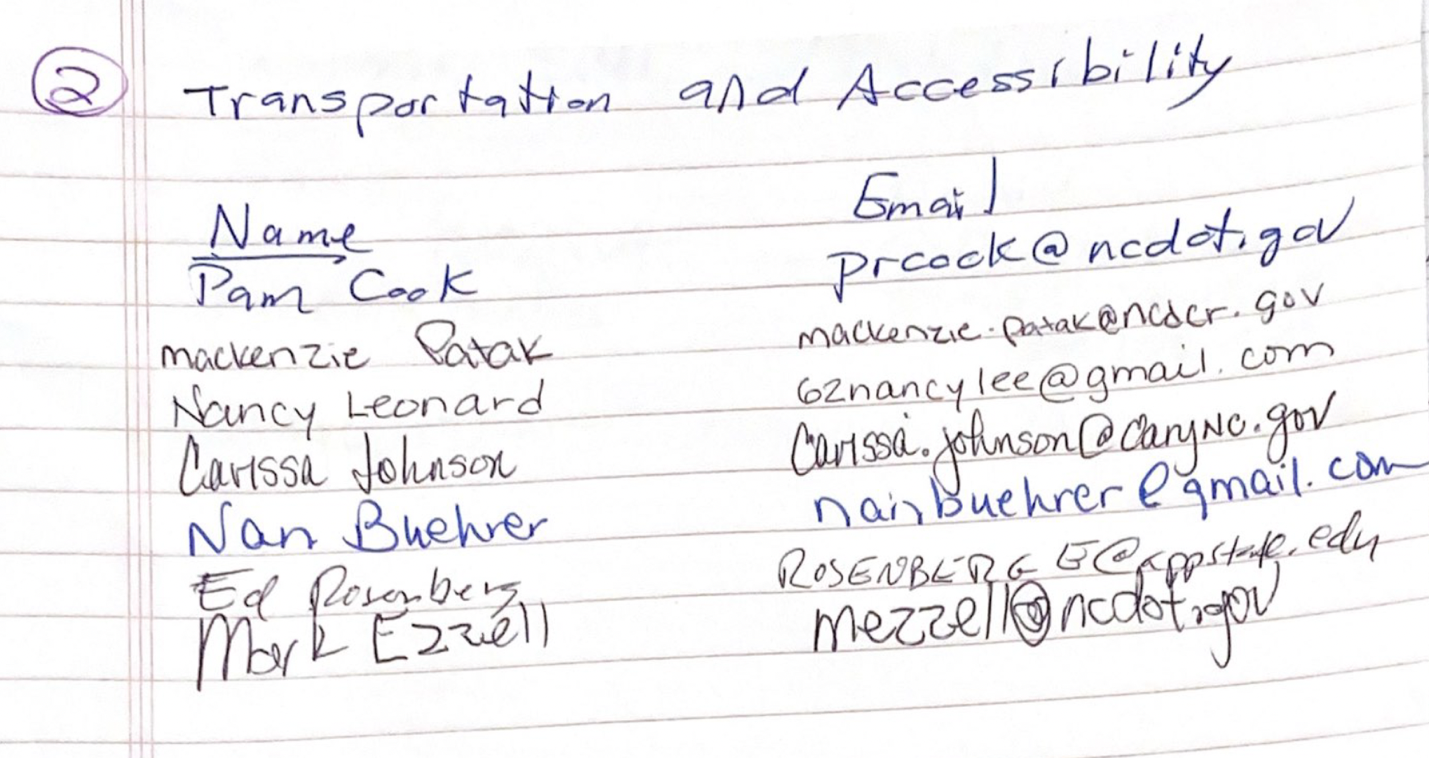 2 Transportation and Accessibility
Name Email
Pam Cook prcook@ncdot.gov
mackenzie Patak mackenzie.patak@ncdcr.gov
Nancy Leonard 62nancylee@gmail.com
Carissa Johnson Carissa.johnson@CaryNC.gov
Nan Buehrer nanbuehrer@gmail.com
Ed Rosenberg ROSENBERGE@appstate.edu
Mark Ezzell mezzell@ncdot.gov